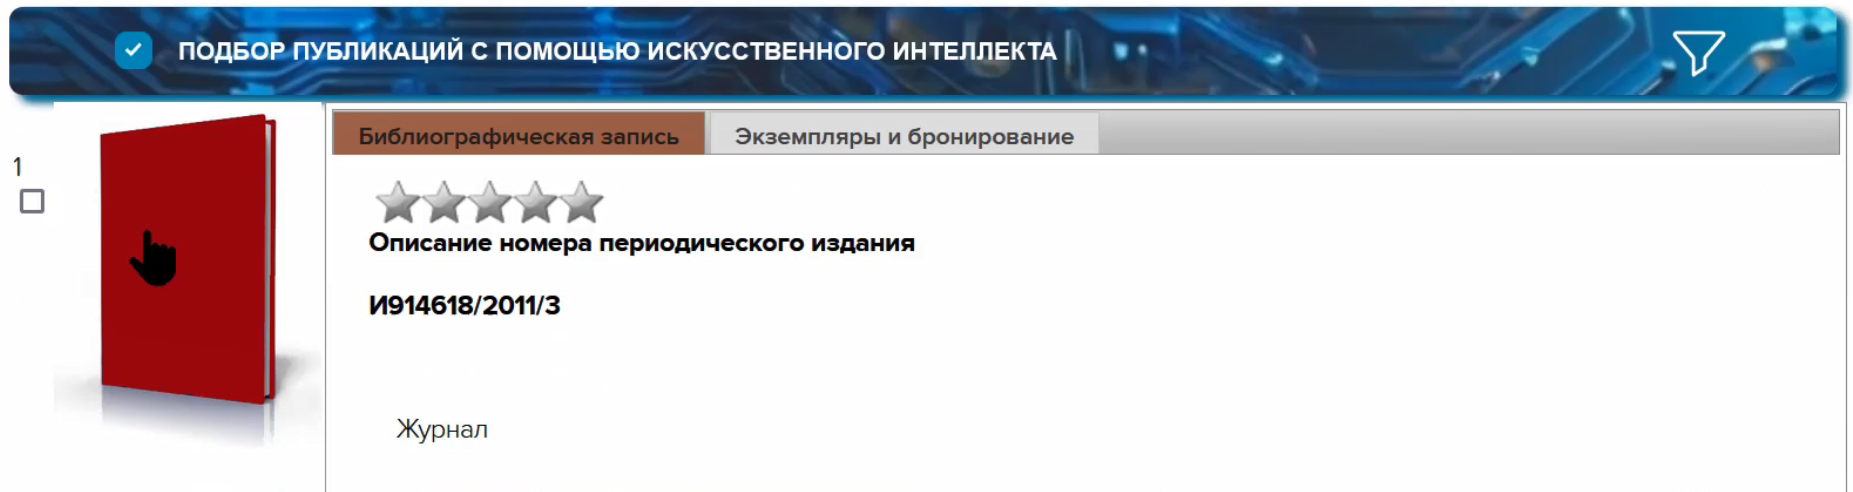 ПОДБОР ПУБЛИКАЦИЙ С ПОМОЩЬЮ ИСКУССТВЕННОГО ИНТЕЛЛЕКТА
1
Библиографическая запись
Экземпляры и бронирование
Описание номера периодического издания
И914618/2011/3
Журнал